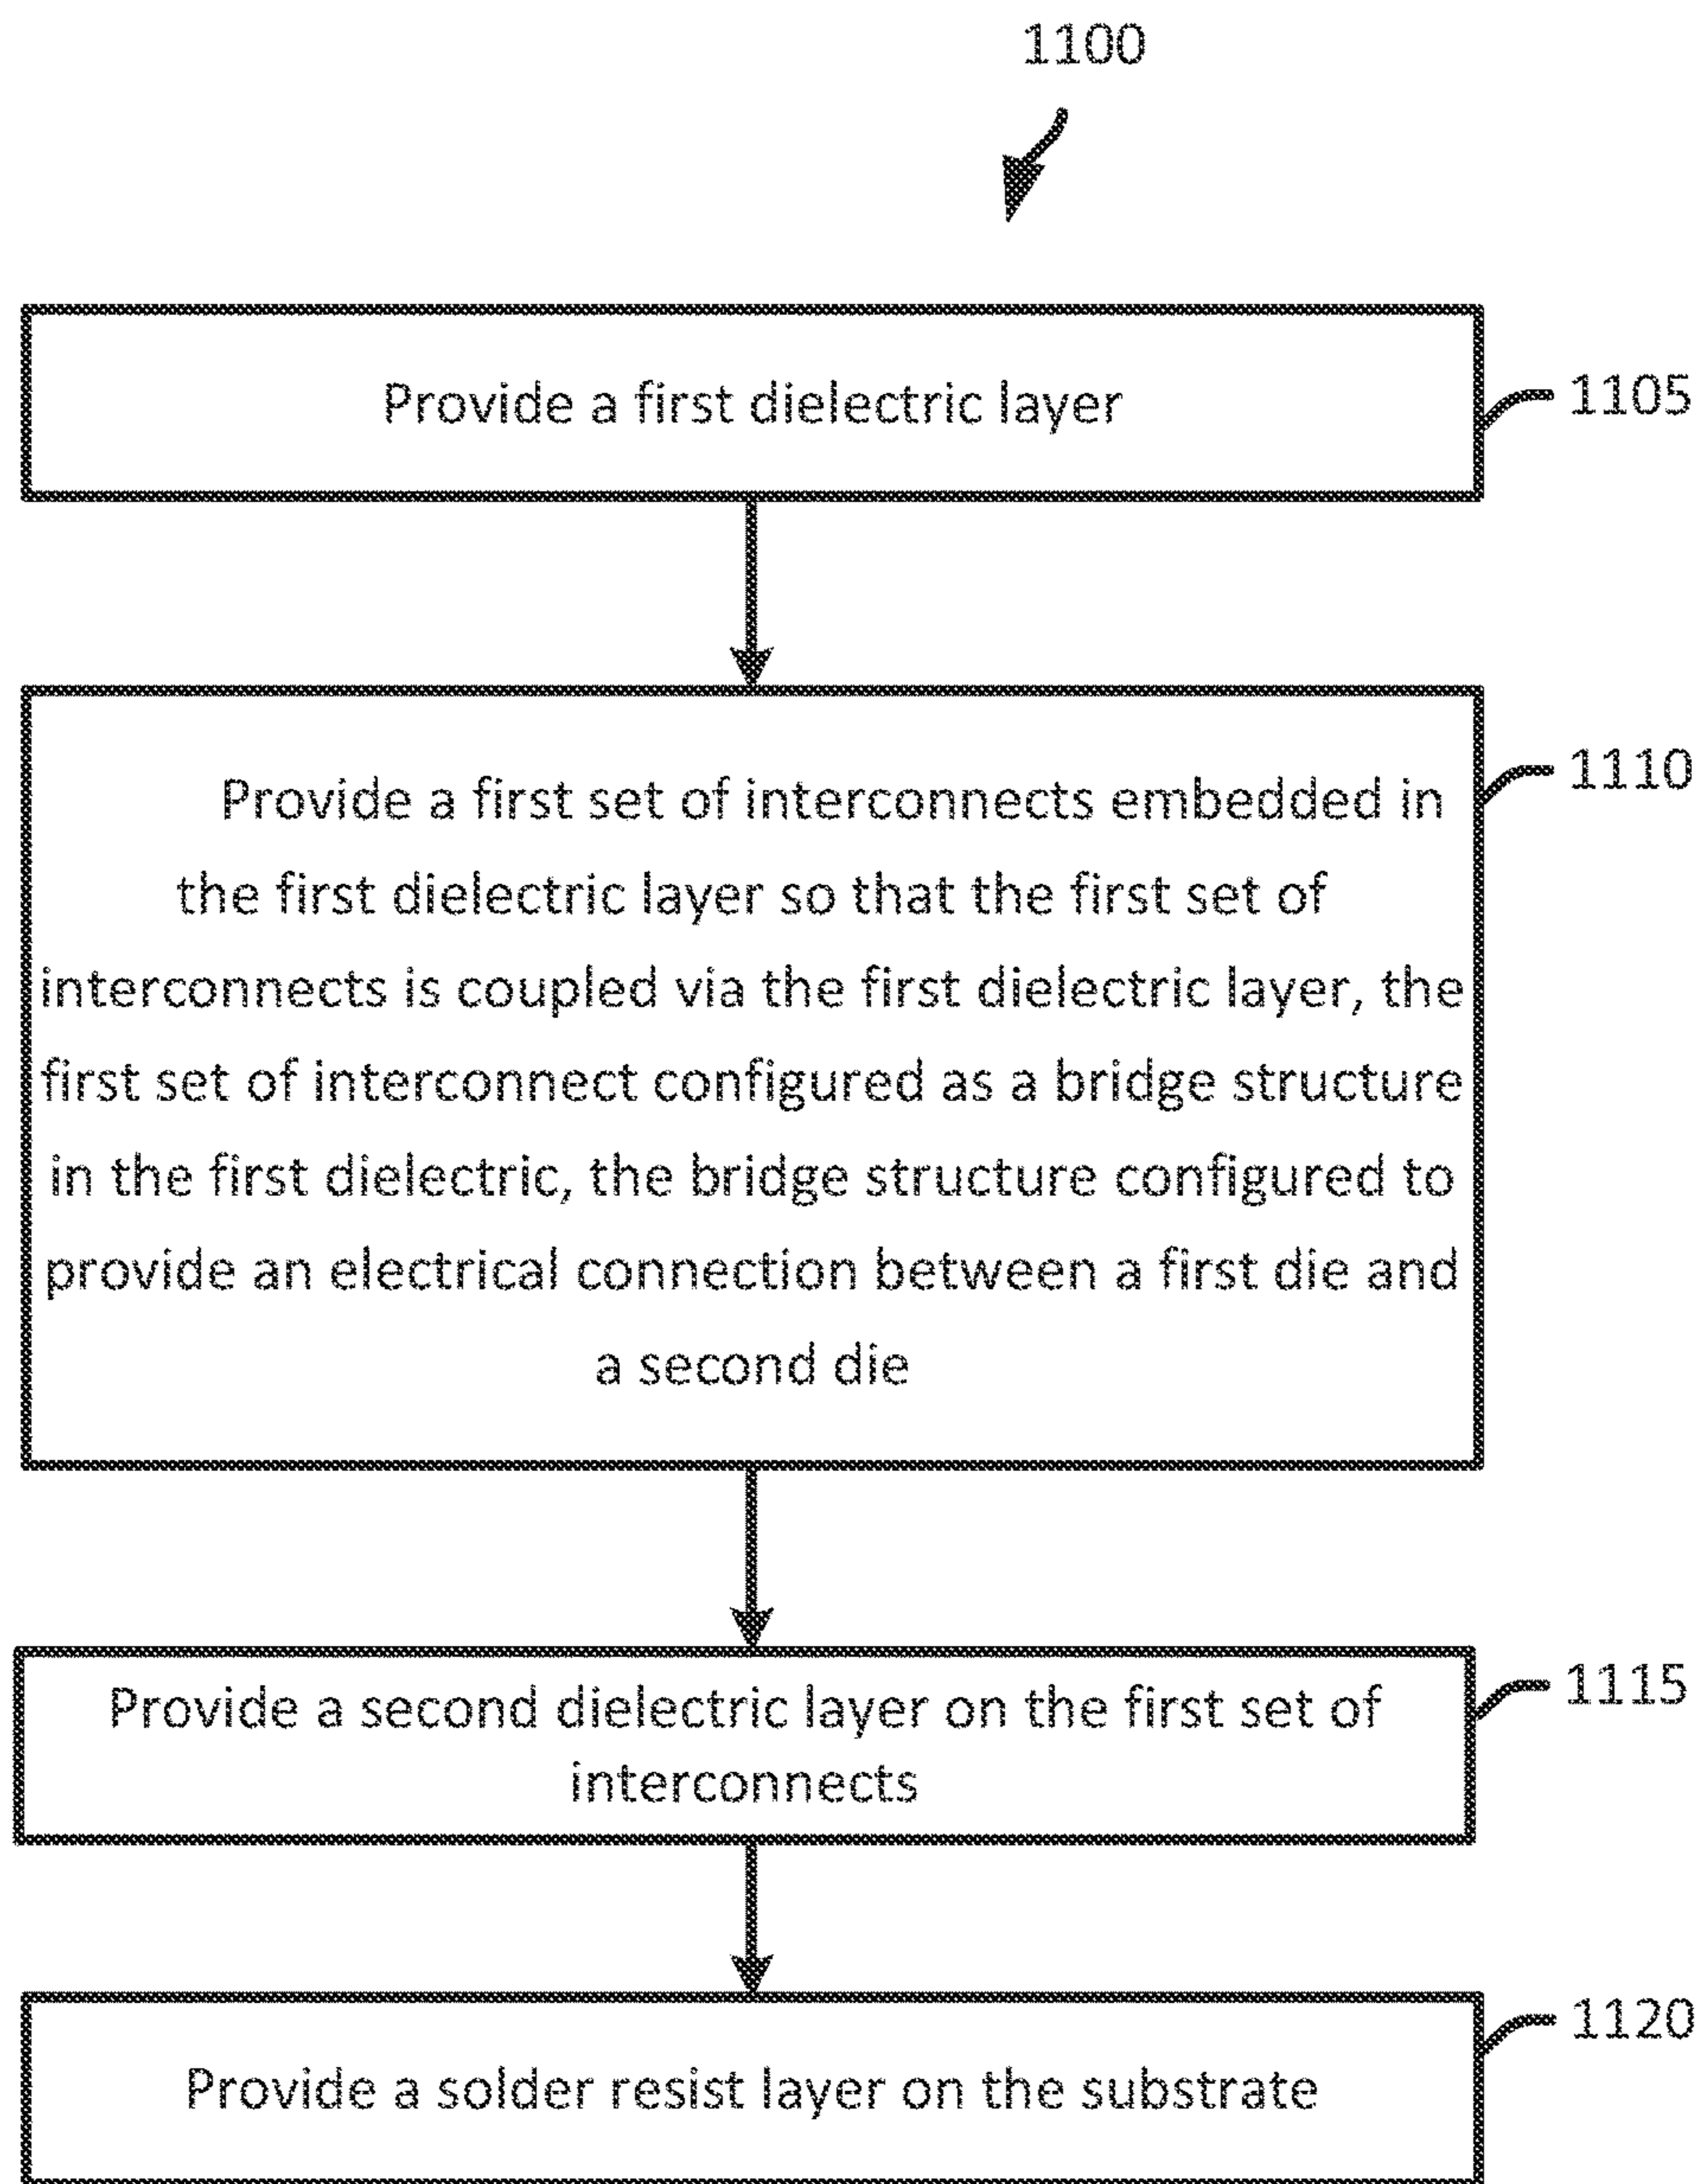 1100
Provide a first dielectric layer
1105
Provide a first set of interconnects embedded in
the first dielectric layer so that the first set of
interconnects is coupled via the first dielectric layer, the
first set of interconnect configured as a bridge structure
in the first dielectric, the bridge structure configured to
provide an electrical connection between a first die and
a second die
1110
Provide a second dielectric layer on the first set of
interconnects
1115
Provide a solder resist layer on the substrate
1120